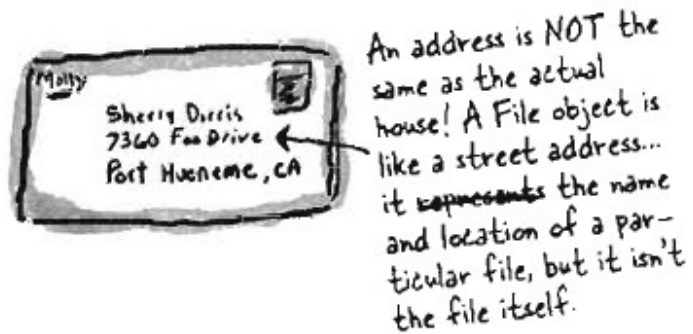 Molly
Sherry Dorris
7360 Foo Drive
Port Hueneme, CA
An address is NOT the
same as the actual
house! A File object is
like a street address...
it represents the name
and location of a par-
ticular file, but it isn't
the file itself.